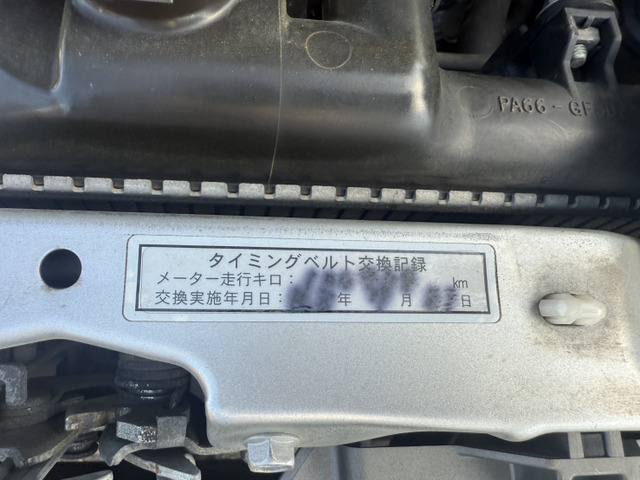 PA66-GF30
タイミングベルト交換記録
メーター走行キロ: km
交換実施年月日: 年 月 日